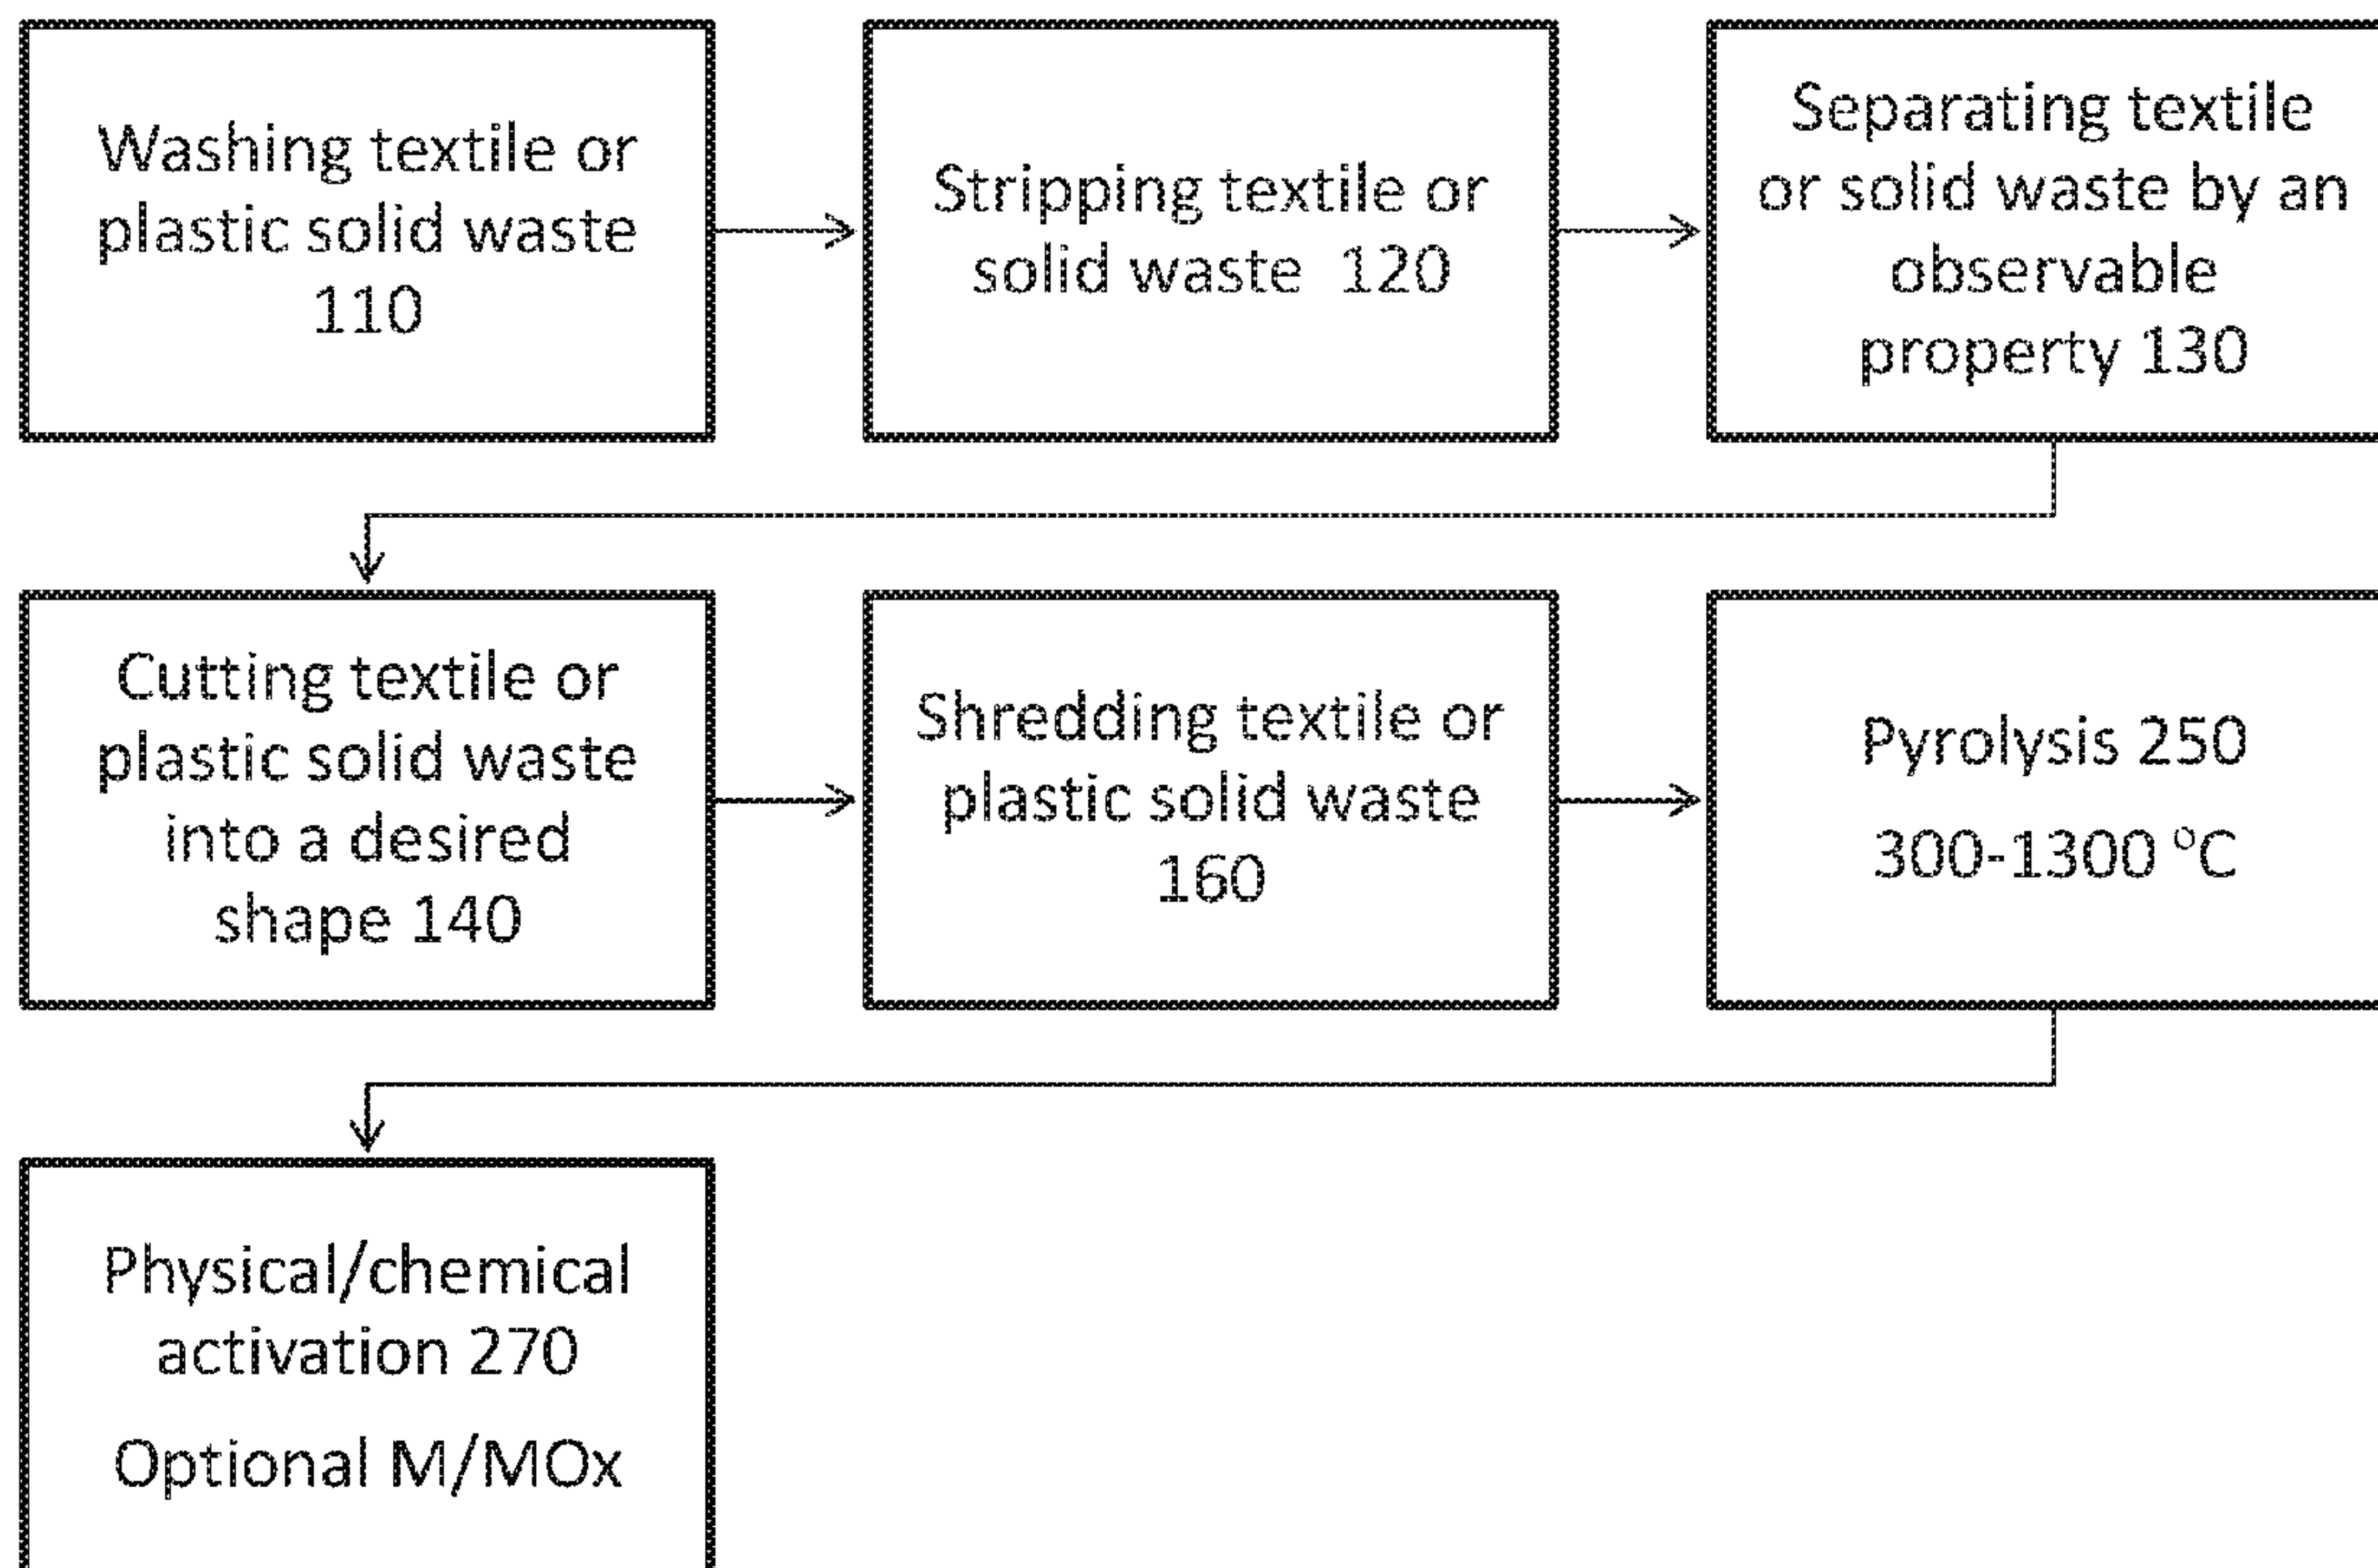 Washing textile or
plastic solid waste
110
Stripping textile or
solid waste 120
Separating textile
or solid waste by an
observable
property 130
Cutting textile or
plastic solid waste
into a desired
shape 140
Shredding textile or
plastic solid waste
160
Pyrolysis 250
300-1300 °C
Physical/chemical
activation 270
Optional M/MOx